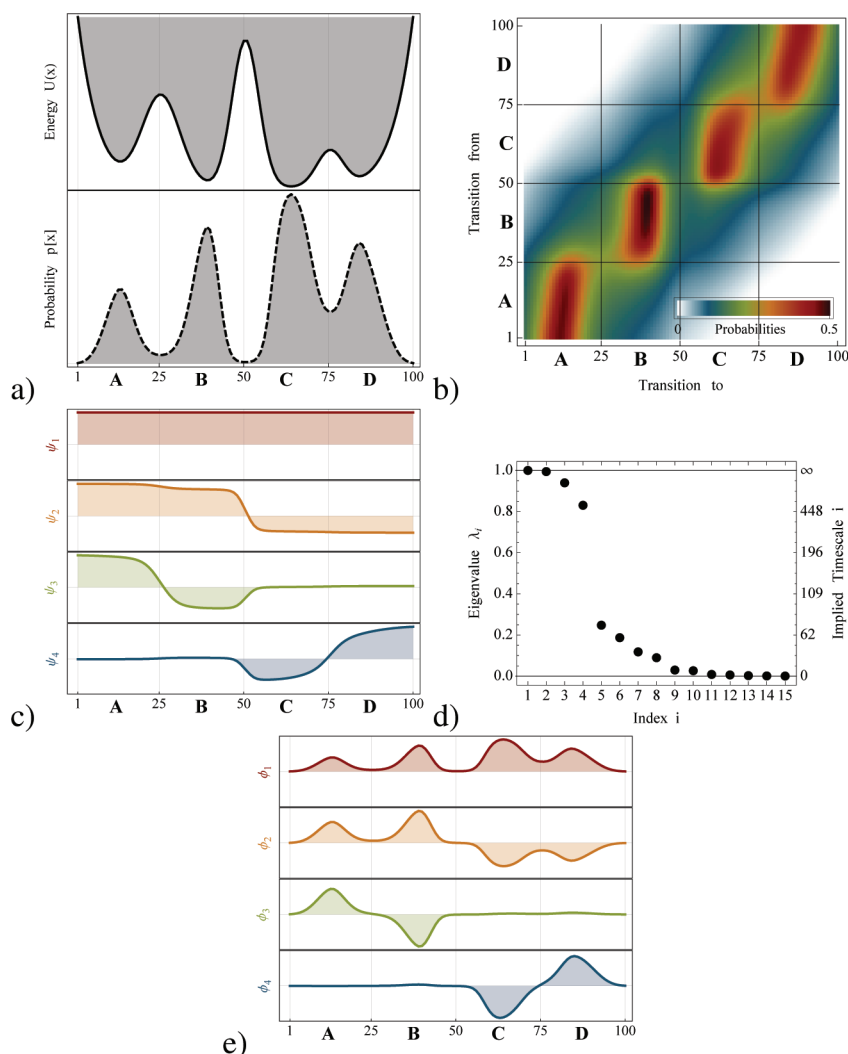 Energy U(x)
Probability p[x]
1 A 25 B 50 C 75 D 100
a)
100
D
75
C
50
B
25
A
1
Transition from
0 Probabilities 0.5
1 A 25 B 50 C 75 D 100
Transition to
b)
ψ1
ψ2
ψ3
ψ4
1 A 25 B 50 C 75 D 100
c)
1.0 ∞
0.8 448
0.6 196
0.4 109
0.2 62
0.0 0
Eigenvalue λi
Implied Timescale i
1 2 3 4 5 6 7 8 9 10 11 12 13 14 15
Index i
d)
ϕ1
ϕ2
ϕ3
ϕ4
1 A 25 B 50 C 75 D 100
e)